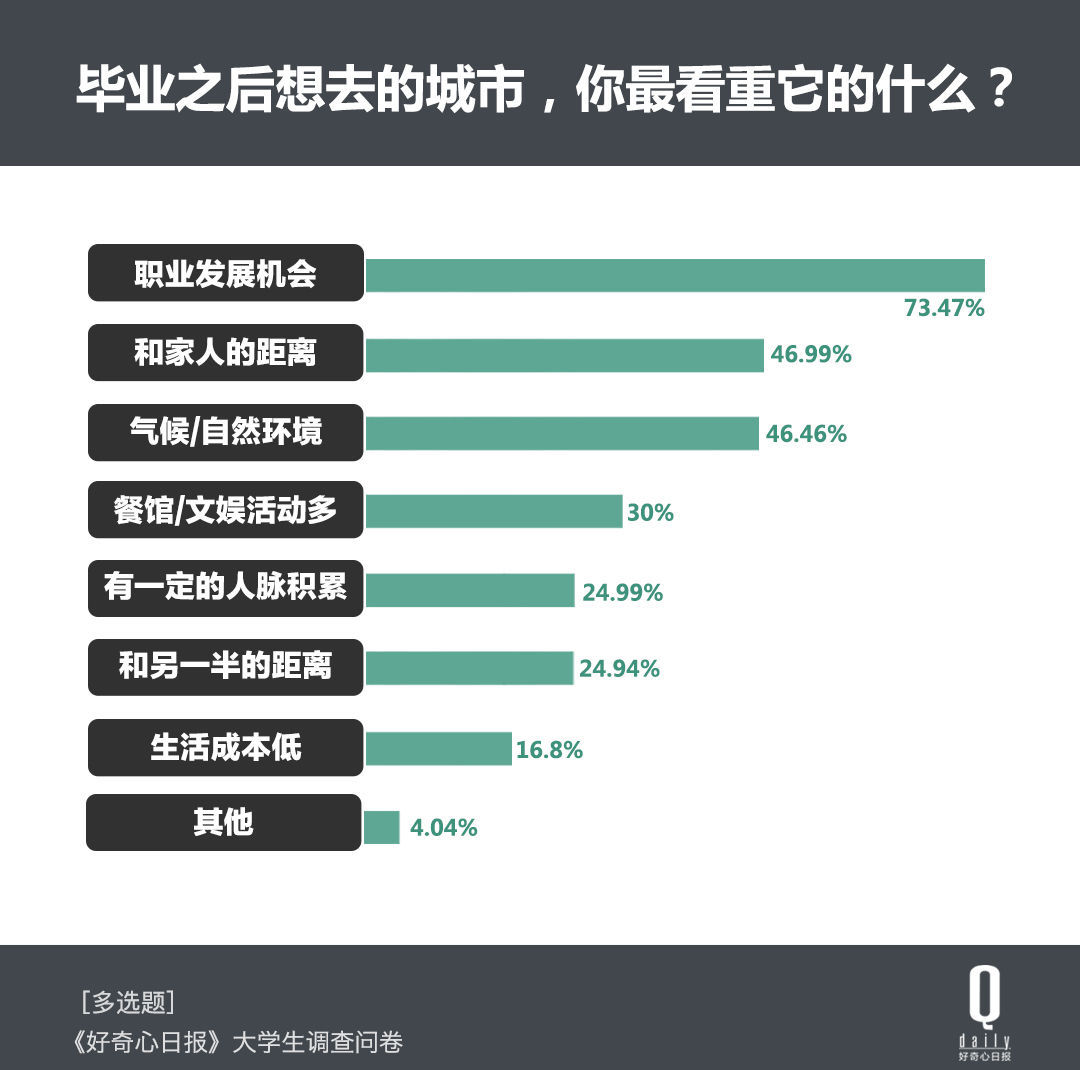 毕业之后想去的城市，你最看重它的什么？
职业发展机会
73.47%
和家人的距离
46.99%
气候/自然环境
46.46%
餐馆/文娱活动多
30%
有一定的人脉积累
24.99%
和另一半的距离
24.94%
生活成本低
16.8%
其他
4.04%
[多选题]
《好奇心日报》大学生调查问卷
Q
daily
好奇心日报